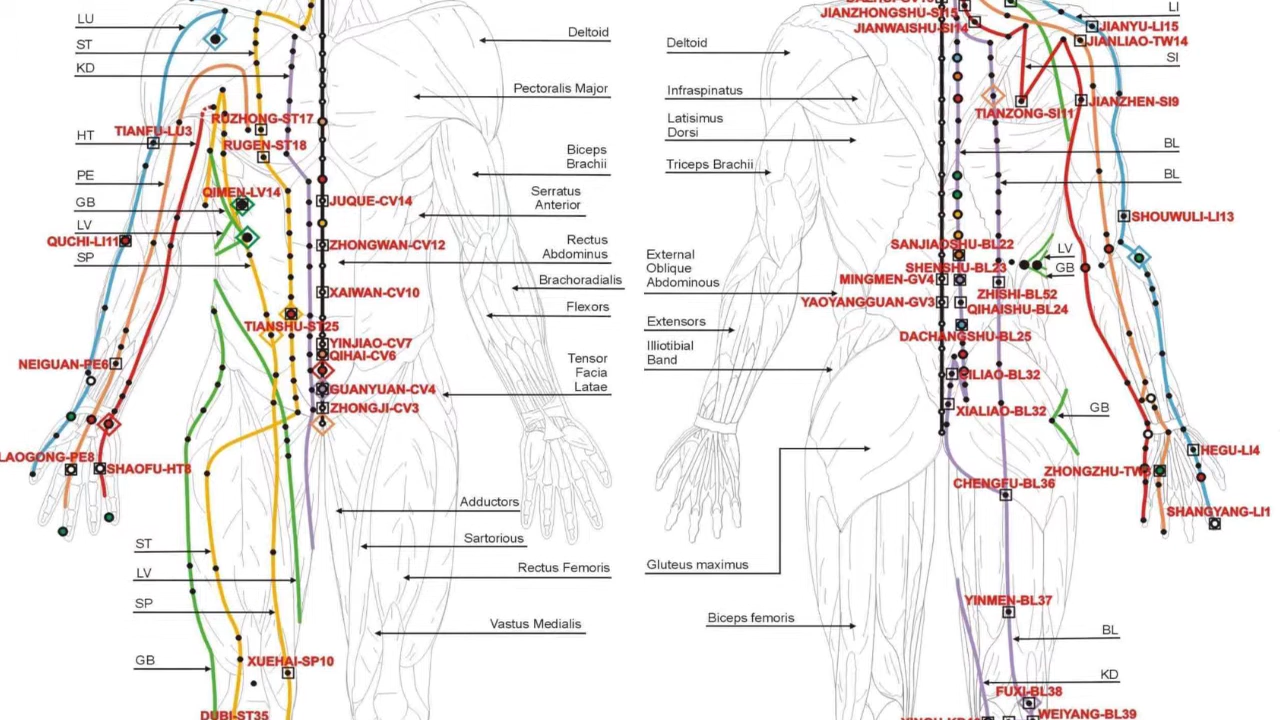 LU
ST
KD
HT
PE
GB
LV
SP
TIANFU-LU3
RUZHONG-ST17
RUGEN-ST18
QIMEN-LV14
QUCHI-LI11
TIANSHU-ST25
NEIGUAN-PE6
LAOGONG-PE8
SHAOFU-HT8
JUQUE-CV14
ZHONGWAN-CV12
XAIWAN-CV10
YINJIAO-CV7
QIHAI-CV6
GUANYUAN-CV4
ZHONGJI-CV3
ST
LV
SP
GB
XUEHAI-SP10
DUBI-ST35
Deltoid
Pectoralis Major
Biceps
Brachii
Serratus
Anterior
Rectus
Abdominus
Brachoradialis
Flexors
Tensor
Facia
Latae
Adductors
Sartorious
Rectus Femoris
Vastus Medialis
Deltoid
Infraspinatus
Latisimus
Dorsi
Triceps Brachii
External
Oblique
Abdominous
Extensors
Illiotibial
Band
Gluteus maximus
Biceps femoris
JIANZHONGSHU-SI15
JIANWAISHU-SI14
LI
JIANYU-LI15
JIANLIAO-TW14
SI
TIANZONG-SI11
JIANZHEN-SI9
BL
BL
SHOUWULI-LI13
SANJIAOSHU-BL22
LV
SHENSHU-BL23
GB
MINGMEN-GV4
ZHISHI-BL52
YAOYANGGUAN-GV3
QIHAISHU-BL24
DACHANGSHU-BL25
XIALIAO-BL32
GB
HEGU-LI4
CHENGFU-BL36
SHANGYANG-LI1
YINMEN-BL37
BL
KD
FUXI-BL38
WEIYANG-BL39